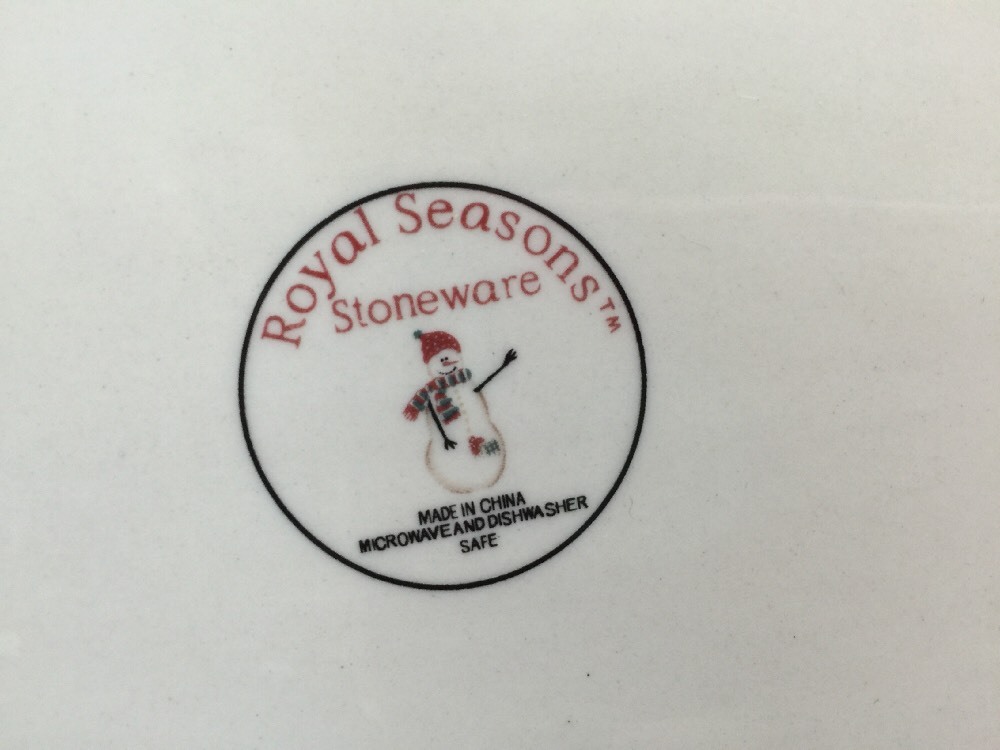 Royal Seasons™
Stoneware
MADE IN CHINA
MICROWAVE AND DISHWASHER
SAFE